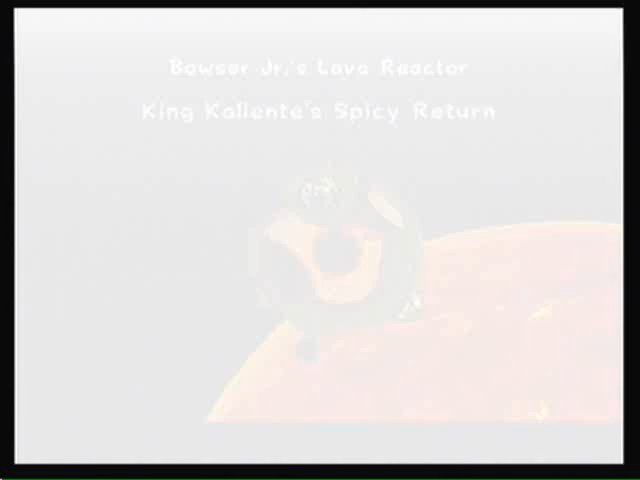 Bowser Jr.'s Lava Reactor
King Kaliente's Spicy Return